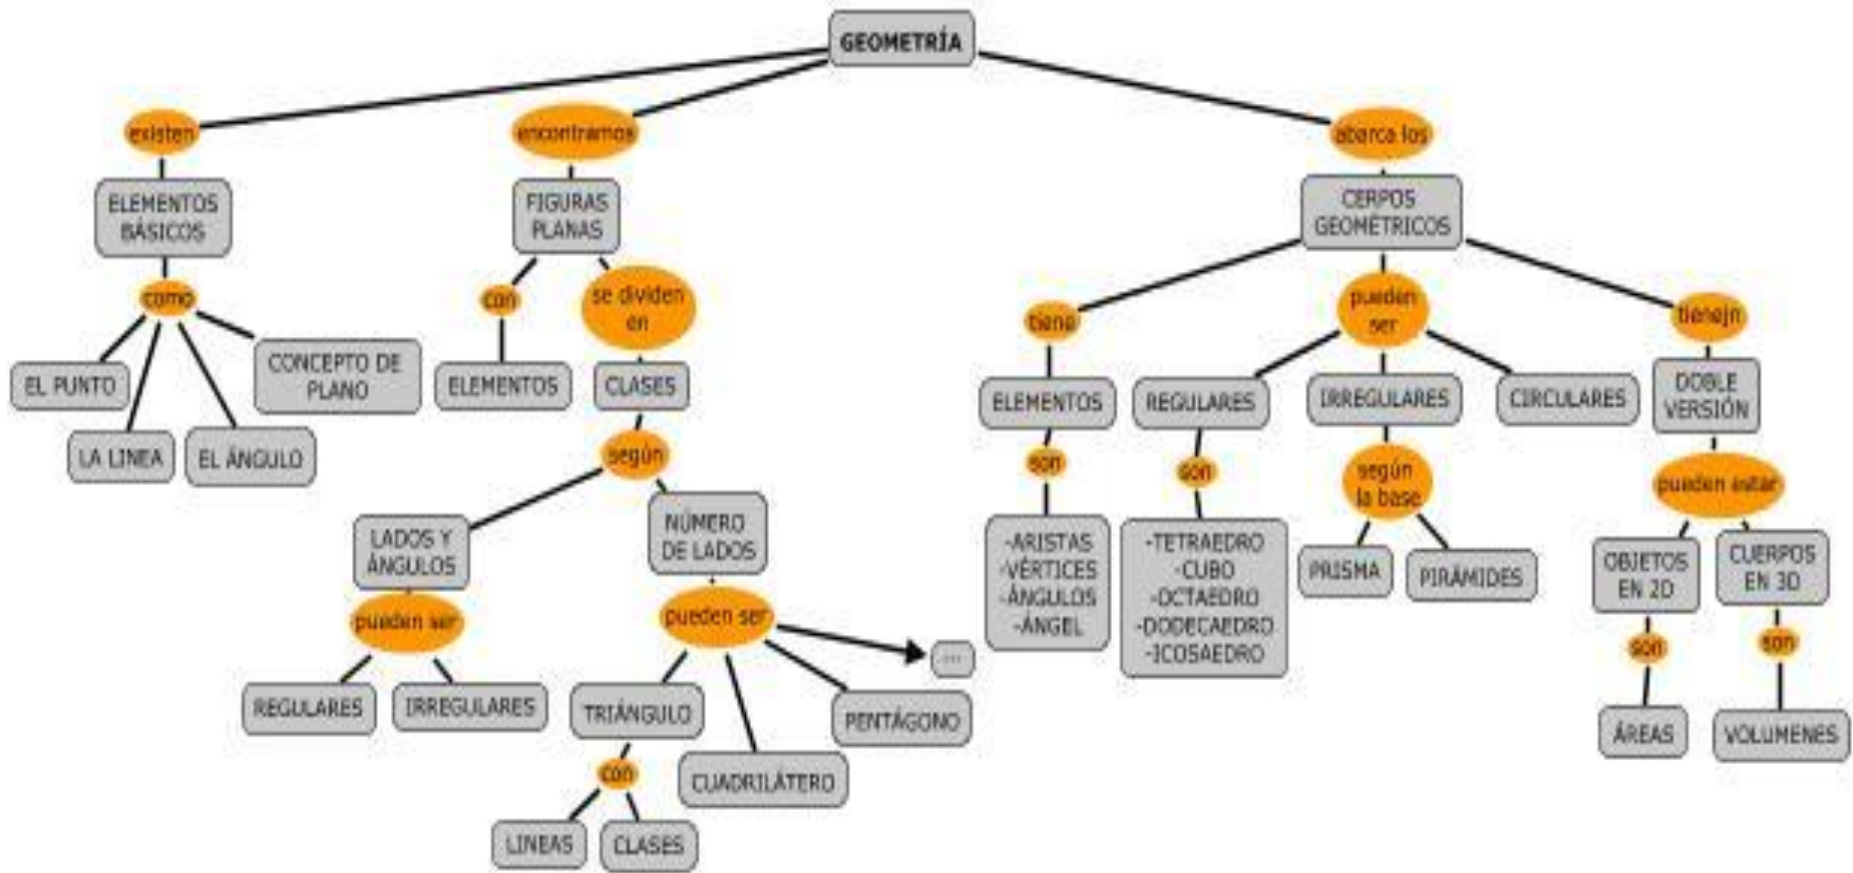 GEOMETRÍA
existen
encontramos
abarca los
ELEMENTOS
BÁSICOS
FIGURAS
PLANAS
CERPOS
GEOMÉTRICOS
como
con
se dividen
en
tiene
pueden
ser
tienejn
EL PUNTO
LA LINEA
EL ÁNGULO
CONCEPTO DE
PLANO
ELEMENTOS
CLASES
ELEMENTOS
REGULARES
IRREGULARES
CIRCULARES
DOBLE
VERSIÓN
según
son
son
según
la base
pueden estar
LADOS Y
ÁNGULOS
NÚMERO
DE LADOS
-ARISTAS
-VÉRTICES
-ÁNGULOS
-ÁNGEL
-TETRAEDRO
-CUBO
-OCTAEDRO
-DODECAEDRO
-ICOSAEDRO
PRISMA
PIRÁMIDES
OBJETOS
EN 2D
CUERPOS
EN 3D
pueden ser
pueden ser
...
son
son
REGULARES
IRREGULARES
TRIÁNGULO
CUADRILÁTERO
PENTÁGONO
ÁREAS
VOLUMENES
con
LINEAS
CLASES